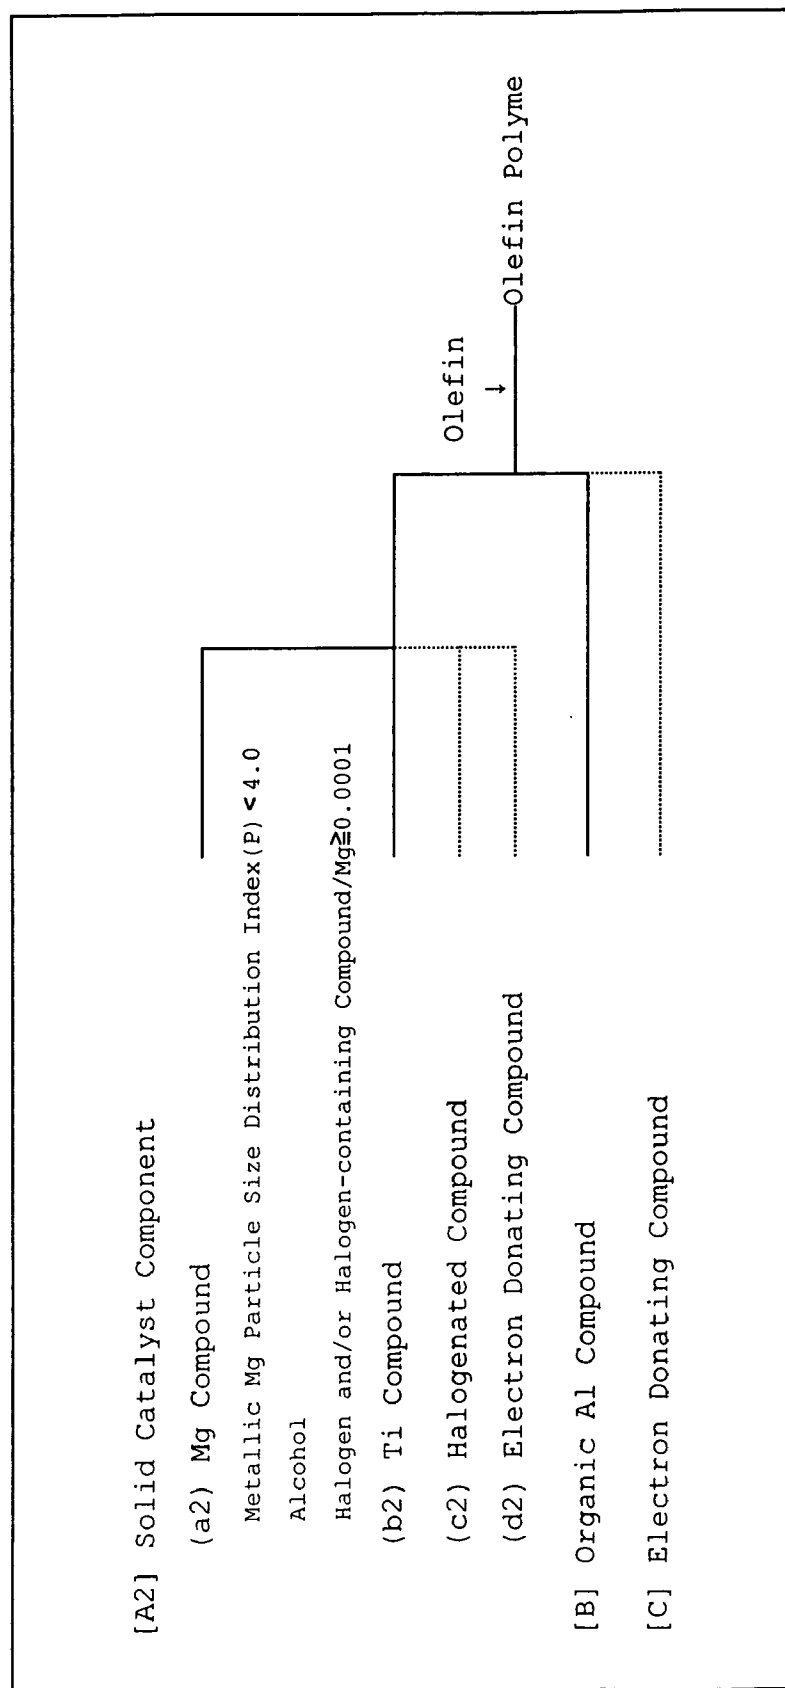 [A2] Solid Catalyst Component
(a2) Mg Compound
Metallic Mg Particle Size Distribution Index(P)<4.0
Alcohol
Halogen and/or Halogen-containing Compound/Mg≧0.0001
(b2) Ti Compound
(c2) Halogenated Compound
(d2) Electron Donating Compound
[B] Organic Al Compound
[C] Electron Donating Compound
Olefin
↓
Olefin Polyme